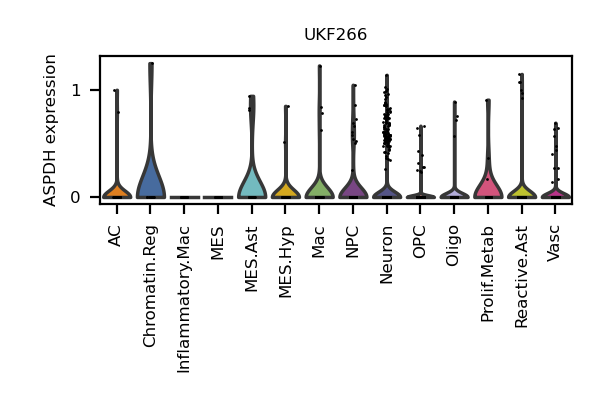 UKF266
ASPDH expression
1
0
AC
Chromatin.Reg
Inflammatory.Mac
MES
MES.Ast
MES.Hyp
Mac
NPC
Neuron
OPC
Oligo
Prolif.Metab
Reactive.Ast
Vasc